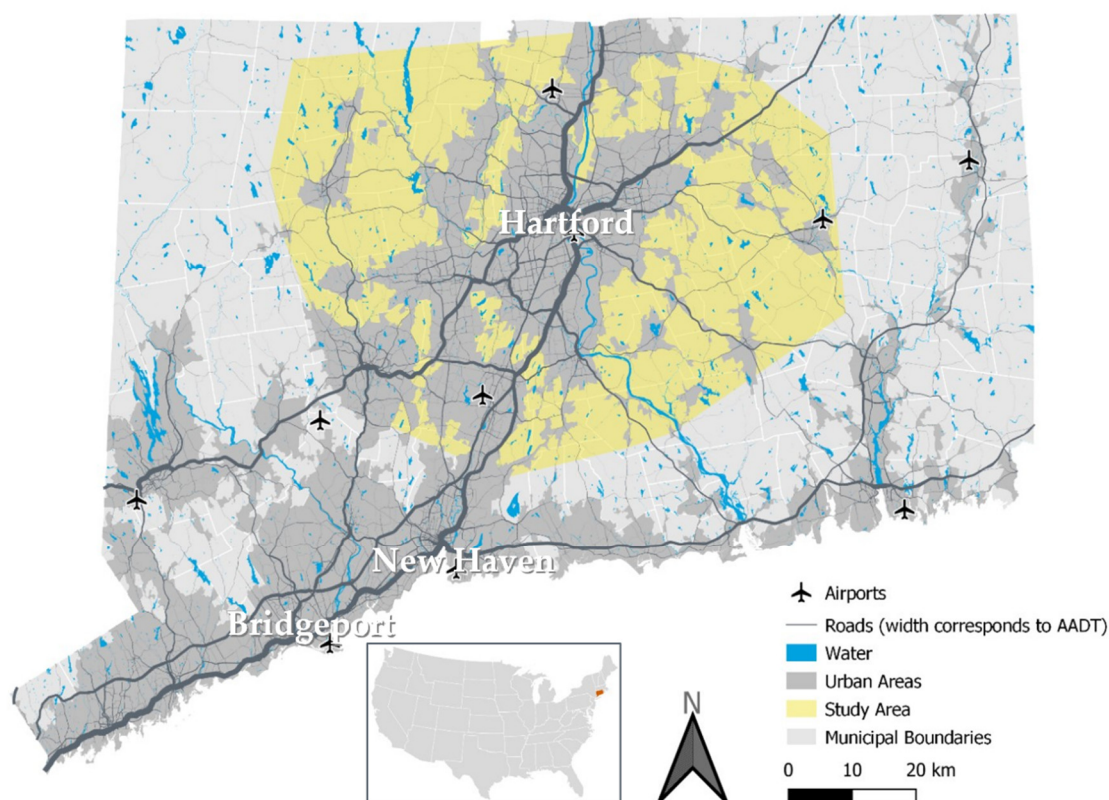 Hartford
New Haven
Bridgeport
Airports
Roads (width corresponds to AADT)
Water
Urban Areas
Study Area
Municipal Boundaries
N
0 10 20 km